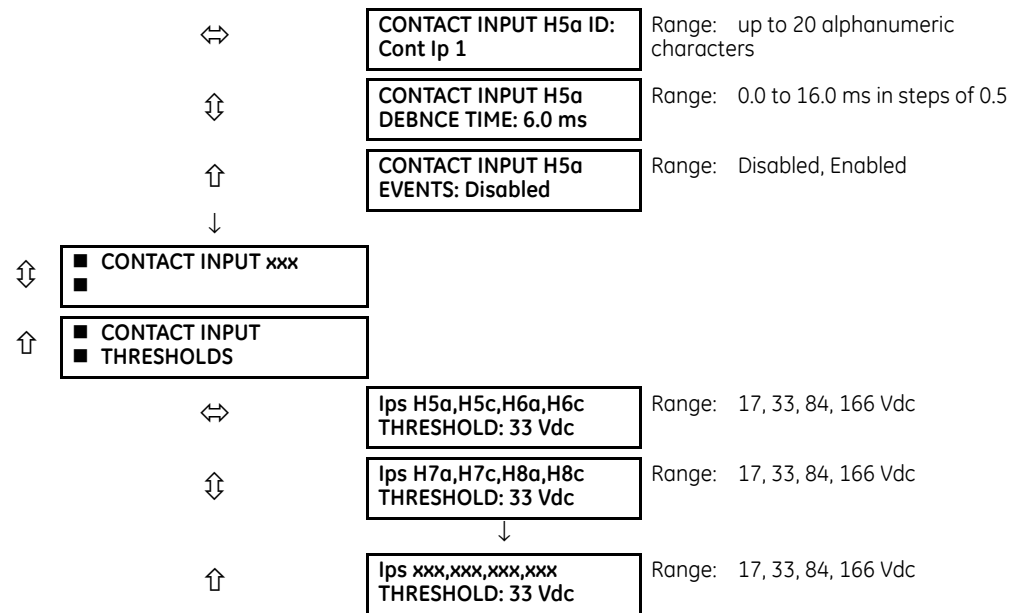 CONTACT INPUT H5a ID:
Cont Ip 1
Range: up to 20 alphanumeric
characters
CONTACT INPUT H5a
DEBNCE TIME: 6.0 ms
Range: 0.0 to 16.0 ms in steps of 0.5
CONTACT INPUT H5a
EVENTS: Disabled
Range: Disabled, Enabled
■ CONTACT INPUT xxx
■
■ CONTACT INPUT
■ THRESHOLDS
Ips H5a,H5c,H6a,H6c
THRESHOLD: 33 Vdc
Range: 17, 33, 84, 166 Vdc
Ips H7a,H7c,H8a,H8c
THRESHOLD: 33 Vdc
Range: 17, 33, 84, 166 Vdc
Ips xxx,xxx,xxx,xxx
THRESHOLD: 33 Vdc
Range: 17, 33, 84, 166 Vdc